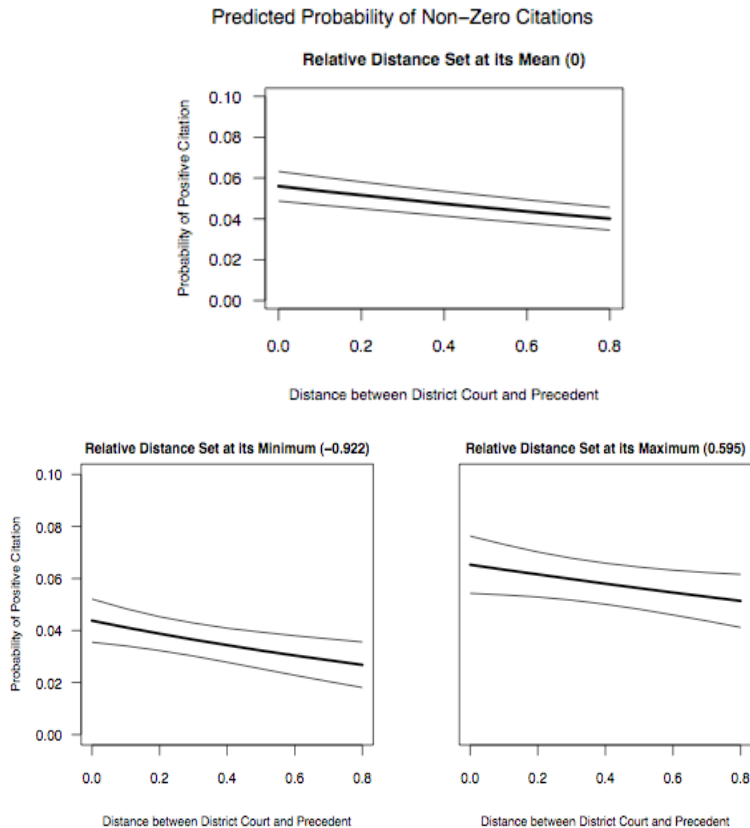 Predicted Probability of Non−Zero Citations
Relative Distance Set at its Mean (0)
Probability of Positive Citation
0.10
0.08
0.06
0.04
0.02
0.00
0.0 0.2 0.4 0.6 0.8
Distance between District Court and Precedent
Relative Distance Set at its Minimum (−0.922)
Probability of Positive Citation
0.10
0.08
0.06
0.04
0.02
0.00
0.0 0.2 0.4 0.6 0.8
Distance between District Court and Precedent
Relative Distance Set at its Maximum (0.595)
0.0 0.2 0.4 0.6 0.8
Distance between District Court and Precedent